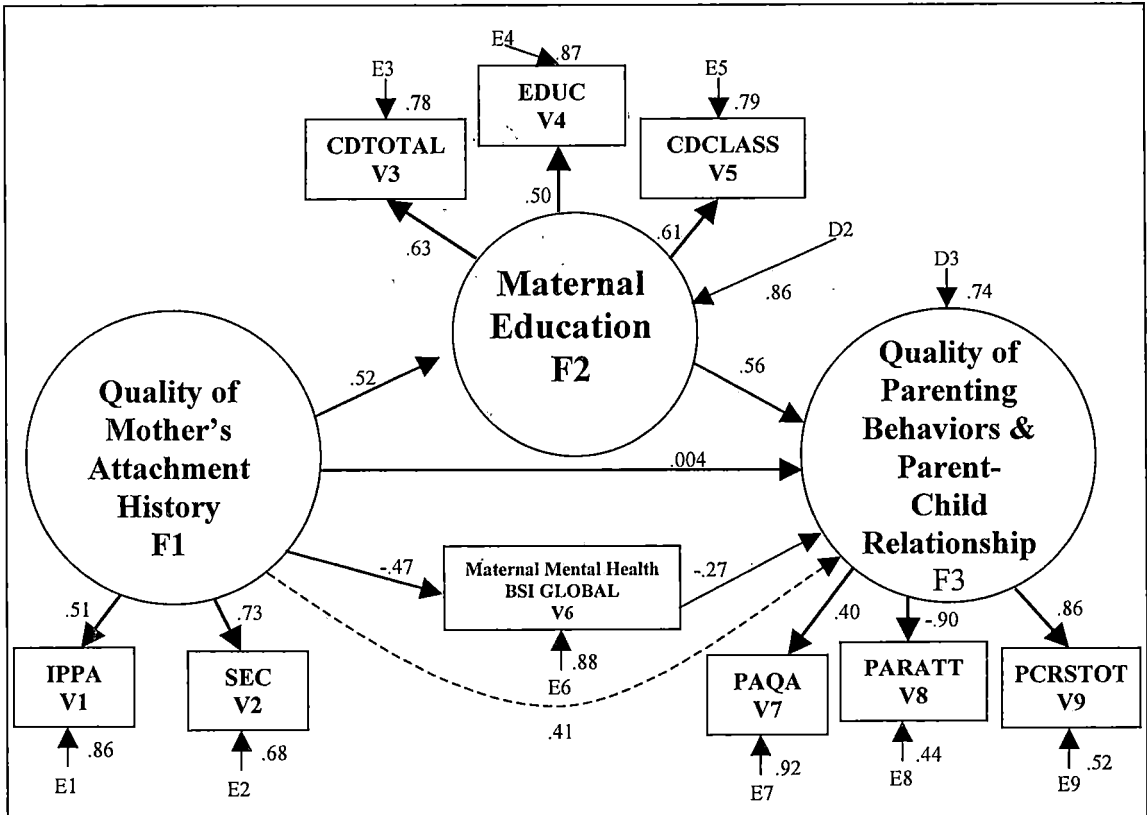 E4
.87
E3
.78
EDUC
V4
E5
.79
CDTOTAL
V3
CDCLASS
V5
.50
.63
.61
D2
.86
Maternal
Education
F2
D3
.74
Quality of
Mother's
Attachment
History
F1
.52
.56
Quality of
Parenting
Behaviors &
Parent-
Child
Relationship
F3
.004
-.47
Maternal Mental Health
BSI GLOBAL
V6
-.27
.88
E6
.41
.51
.73
IPPA
V1
SEC
V2
.86
E1
.68
E2
.40
-.90
.86
PAQA
V7
PARATT
V8
PCRSTOT
V9
.92
E7
.44
E8
.52
E9